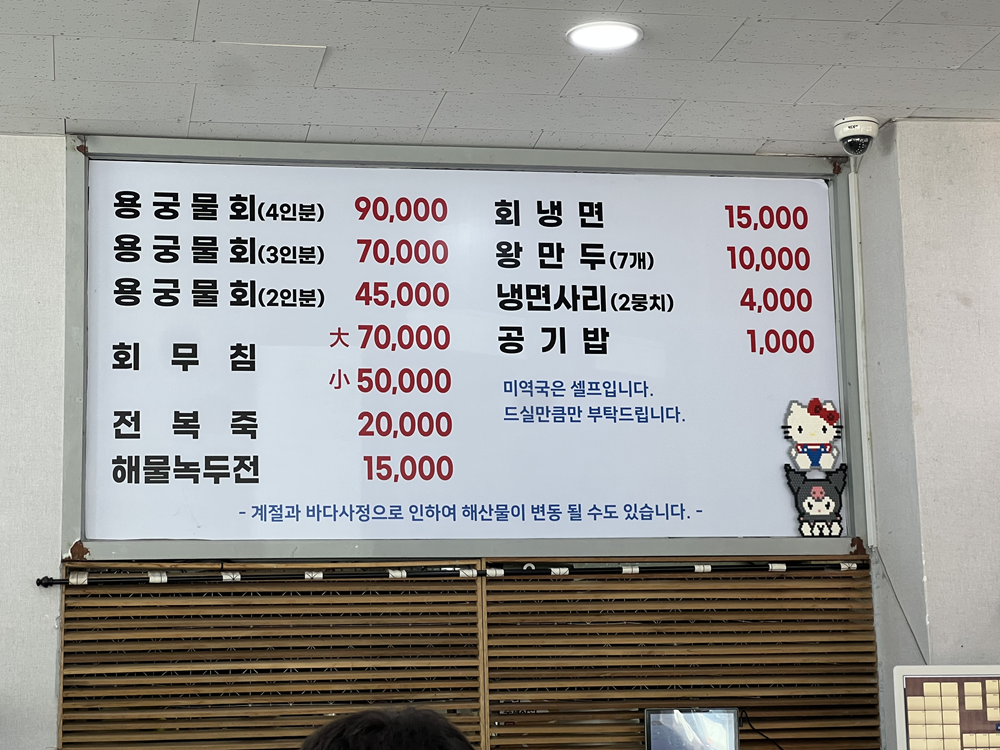 용궁물회(4인분) 90,000
용궁물회(3인분) 70,000
용궁물회(2인분) 45,000
회무침 大 70,000
小 50,000
전복죽 20,000
해물녹두전 15,000
회냉면 15,000
왕만두(7개) 10,000
냉면사리(2뭉치) 4,000
공기밥 1,000
미역국은 셀프입니다.
드실만큼만 부탁드립니다.
- 계절과 바다사정으로 인하여 해산물이 변동 될 수도 있습니다. -